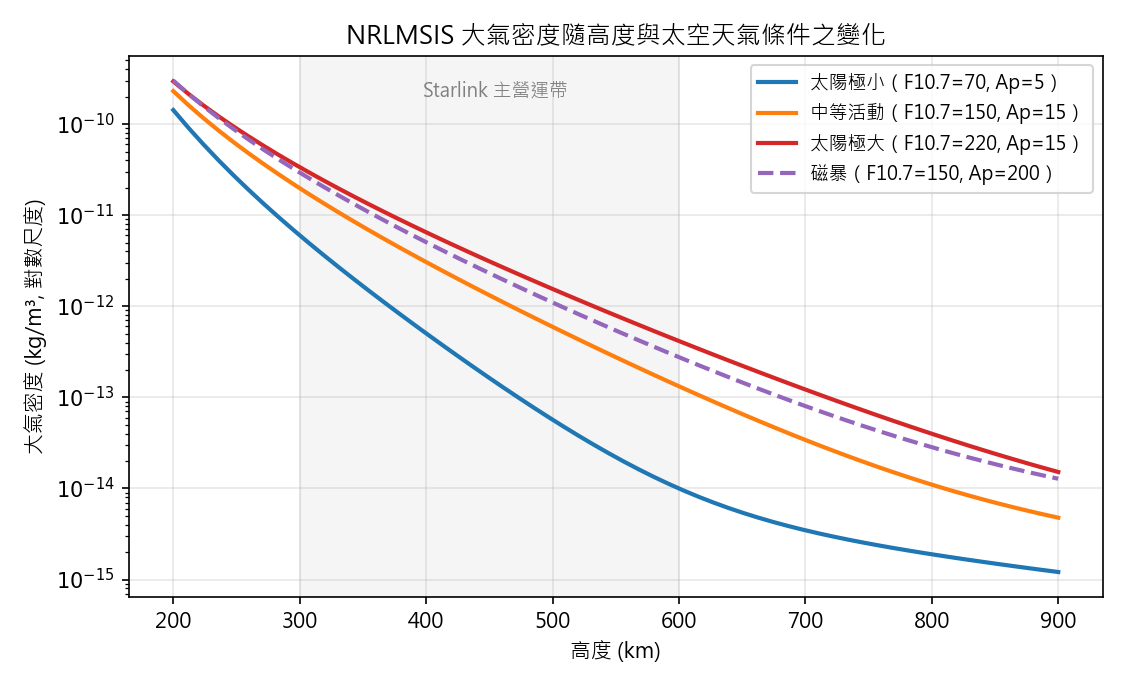 NRLMSIS 大氣密度隨高度與太空天氣條件之變化
Starlink 主營運帶
太陽極小 ( F10.7=70, Ap=5 )
中等活動 ( F10.7=150, Ap=15 )
太陽極大 ( F10.7=220, Ap=15 )
磁暴 ( F10.7=150, Ap=200 )
大氣密度 (kg/m³, 對數尺度)
10⁻¹⁰
10⁻¹¹
10⁻¹²
10⁻¹³
10⁻¹⁴
10⁻¹⁵
200 300 400 500 600 700 800 900
高度 (km)